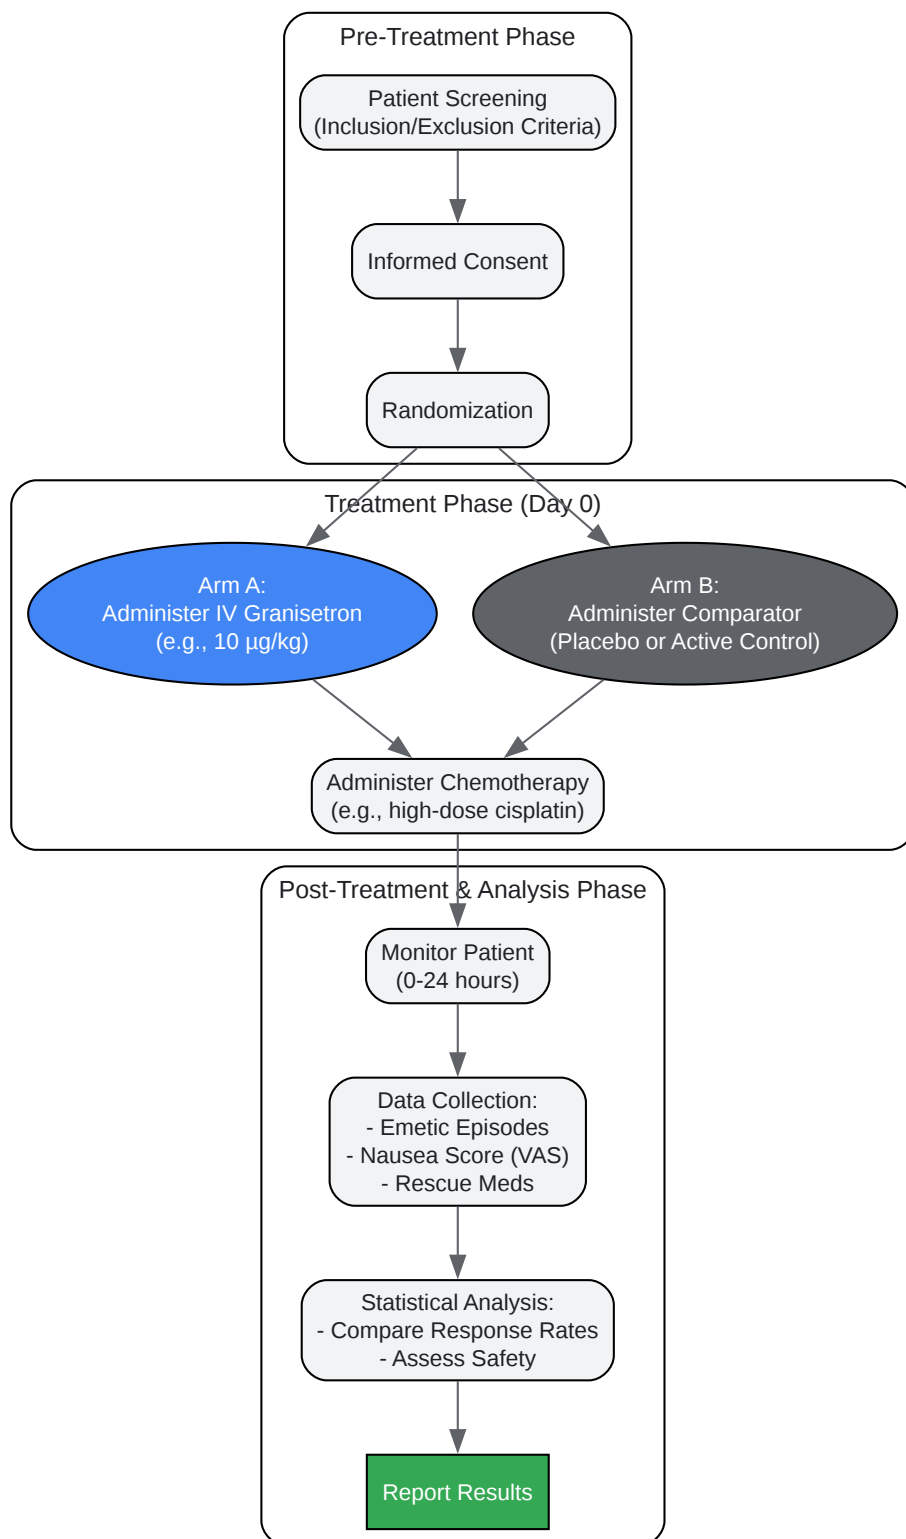 Pre-Treatment Phase
Patient Screening
(Inclusion/Exclusion Criteria)
Informed Consent
Randomization
Treatment Phase (Day 0)
Arm A:
Administer IV Granisetron
(e.g., 10 µg/kg)
Arm B:
Administer Comparator
(Placebo or Active Control)
Administer Chemotherapy
(e.g., high-dose cisplatin)
Post-Treatment & Analysis Phase
Monitor Patient
(0-24 hours)
Data Collection:
- Emetic Episodes
- Nausea Score (VAS)
- Rescue Meds
Statistical Analysis:
- Compare Response Rates
- Assess Safety
Report Results